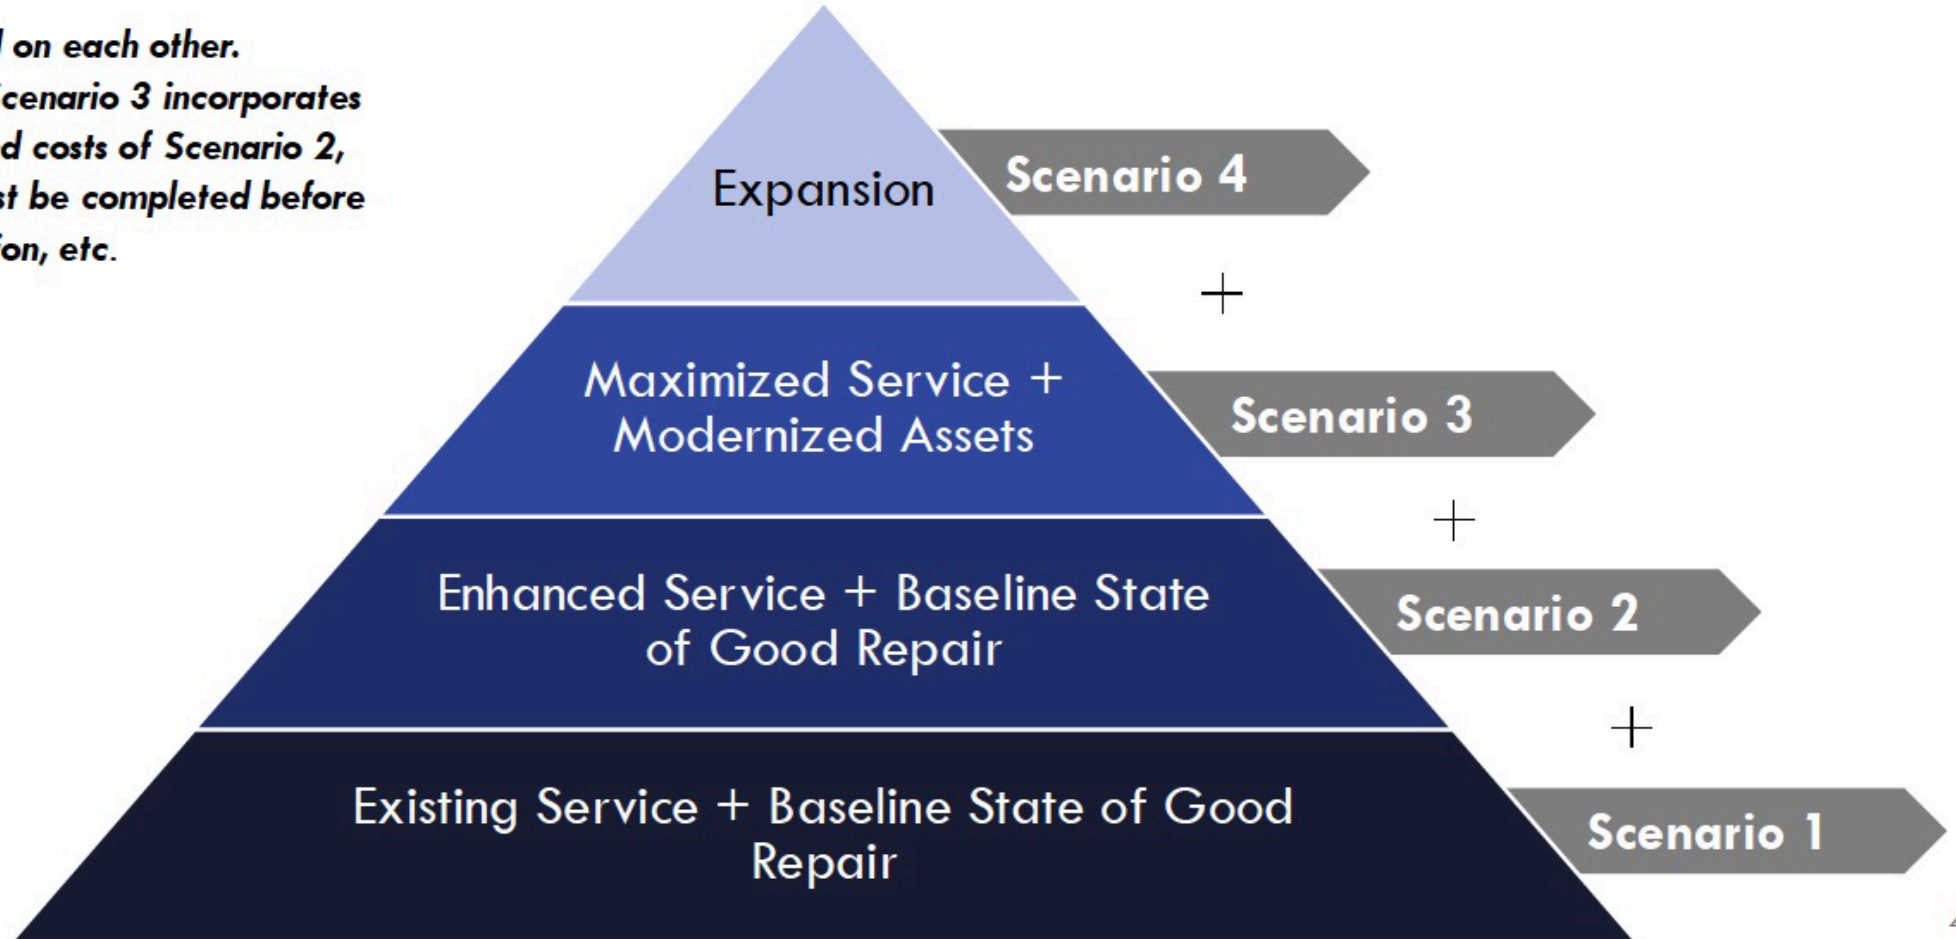 on each other.
cenario 3 incorporates
d costs of Scenario 2,
st be completed before
ion, etc.
Expansion
Scenario 4
+
Maximized Service +
Modernized Assets
Scenario 3
+
Enhanced Service + Baseline State
of Good Repair
Scenario 2
+
Existing Service + Baseline State of Good
Repair
Scenario 1